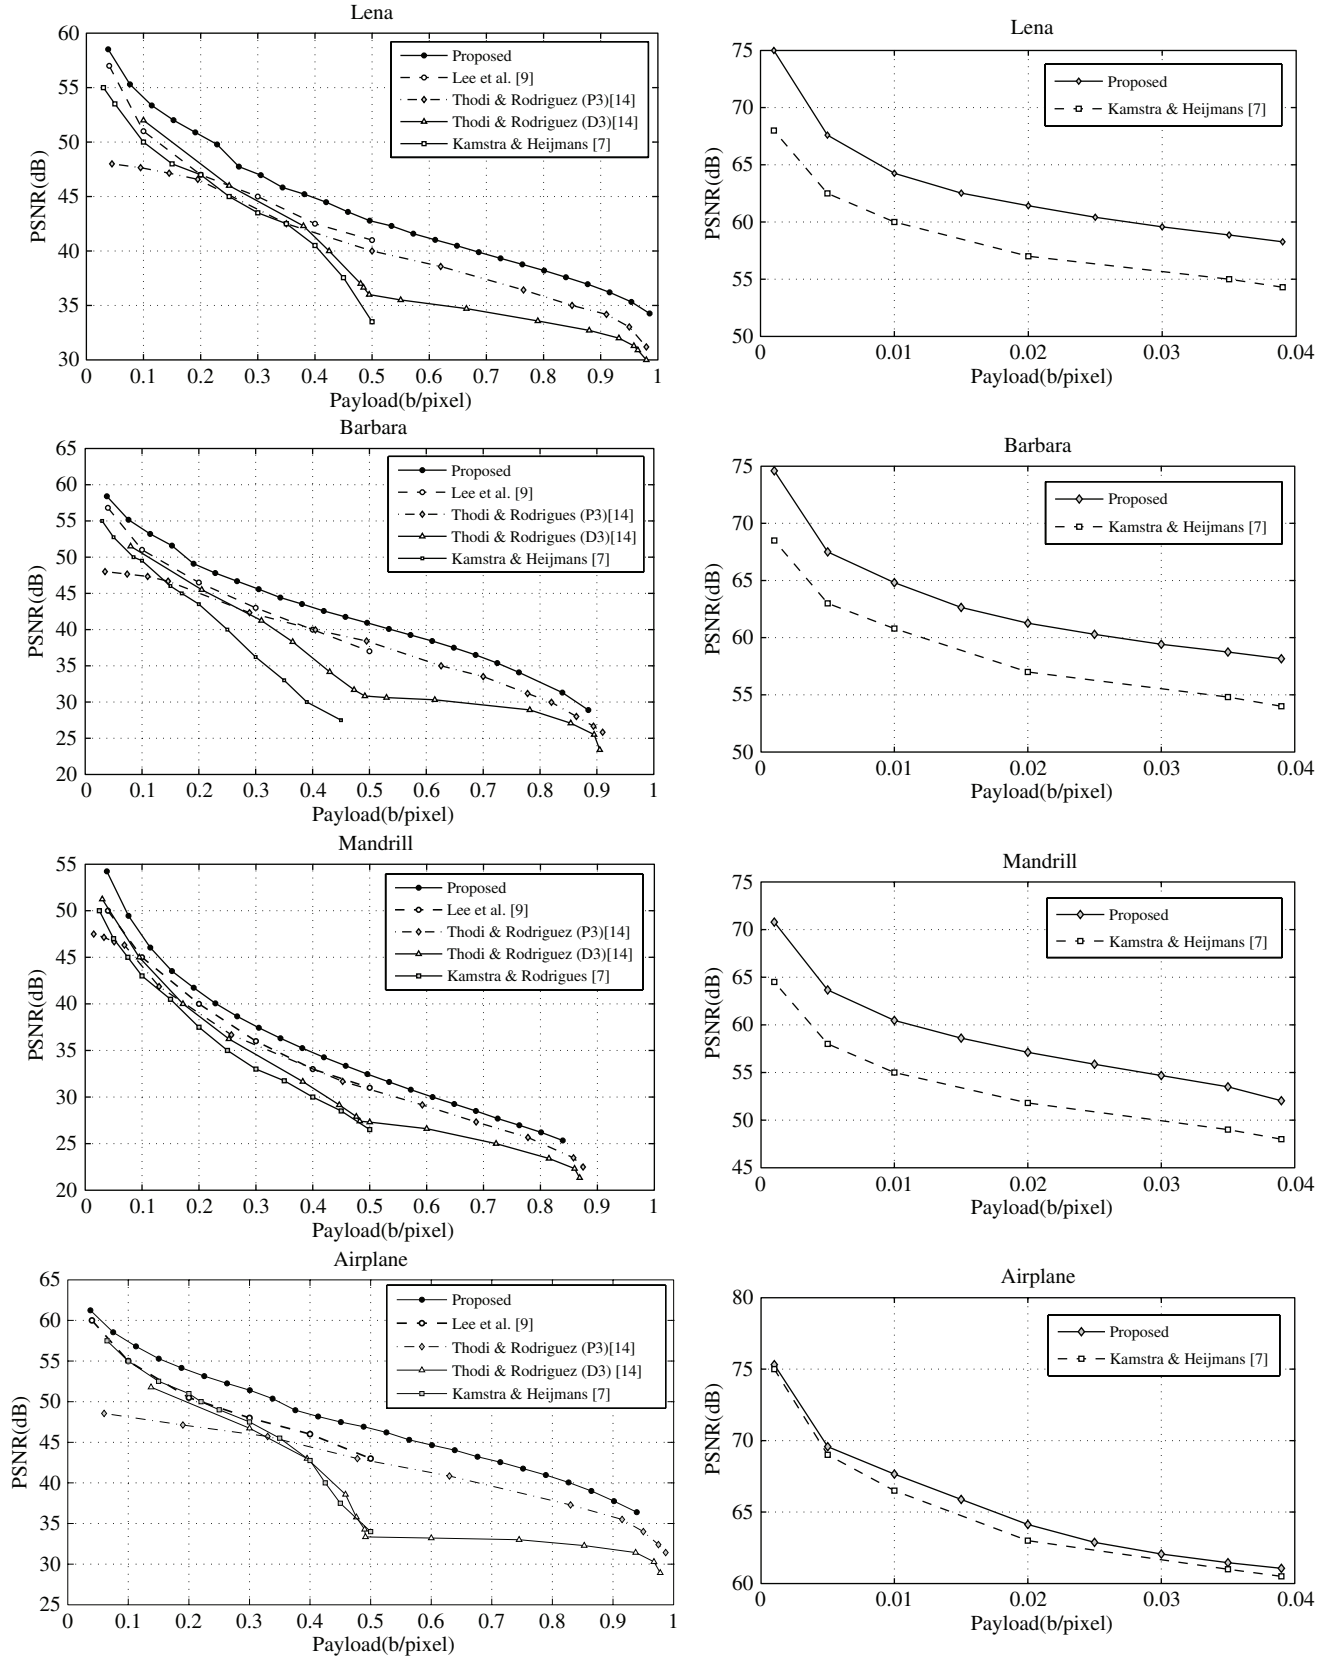 Lena
60
55
50
45
40
35
30
PSNR(dB)
Proposed
Lee et al. [9]
Thodi & Rodriguez (P3)[14]
Thodi & Rodriguez (D3)[14]
Kamstra & Heijmans [7]
0 0.1 0.2 0.3 0.4 0.5 0.6 0.7 0.8 0.9 1
Payload(b/pixel)
Lena
75
70
65
60
55
50
PSNR(dB)
Proposed
Kamstra & Heijmans [7]
0 0.01 0.02 0.03 0.04
Payload(b/pixel)
Barbara
65
60
55
50
45
40
35
30
25
20
PSNR(dB)
Proposed
Lee et al. [9]
Thodi & Rodrigues (P3)[14]
Thodi & Rodrigues (D3)[14]
Kamstra & Heijmans [7]
0 0.1 0.2 0.3 0.4 0.5 0.6 0.7 0.8 0.9 1
Payload(b/pixel)
Barbara
75
70
65
60
55
50
PSNR(dB)
Proposed
Kamstra & Heijmans [7]
0 0.01 0.02 0.03 0.04
Payload(b/pixel)
Mandrill
55
50
45
40
35
30
25
20
PSNR(dB)
Proposed
Lee et al. [9]
Thodi & Rodriguez (P3)[14]
Thodi & Rodriguez (D3)[14]
Kamstra & Rodrigues [7]
0 0.1 0.2 0.3 0.4 0.5 0.6 0.7 0.8 0.9 1
Payload(b/pixel)
Mandrill
75
70
65
60
55
50
45
PSNR(dB)
Proposed
Kamstra & Heijmans [7]
0 0.01 0.02 0.03 0.04
Payload(b/pixel)
Airplane
65
60
55
50
45
40
35
30
25
PSNR(dB)
Proposed
Lee et al. [9]
Thodi & Rodriguez (P3)[14]
Thodi & Rodriguez (D3) [14]
Kamstra & Heijmans [7]
0 0.1 0.2 0.3 0.4 0.5 0.6 0.7 0.8 0.9 1
Payload(b/pixel)
Airplane
80
75
70
65
60
PSNR(dB)
Proposed
Kamstra & Heijmans [7]
0 0.01 0.02 0.03 0.04
Payload(b/pixel)